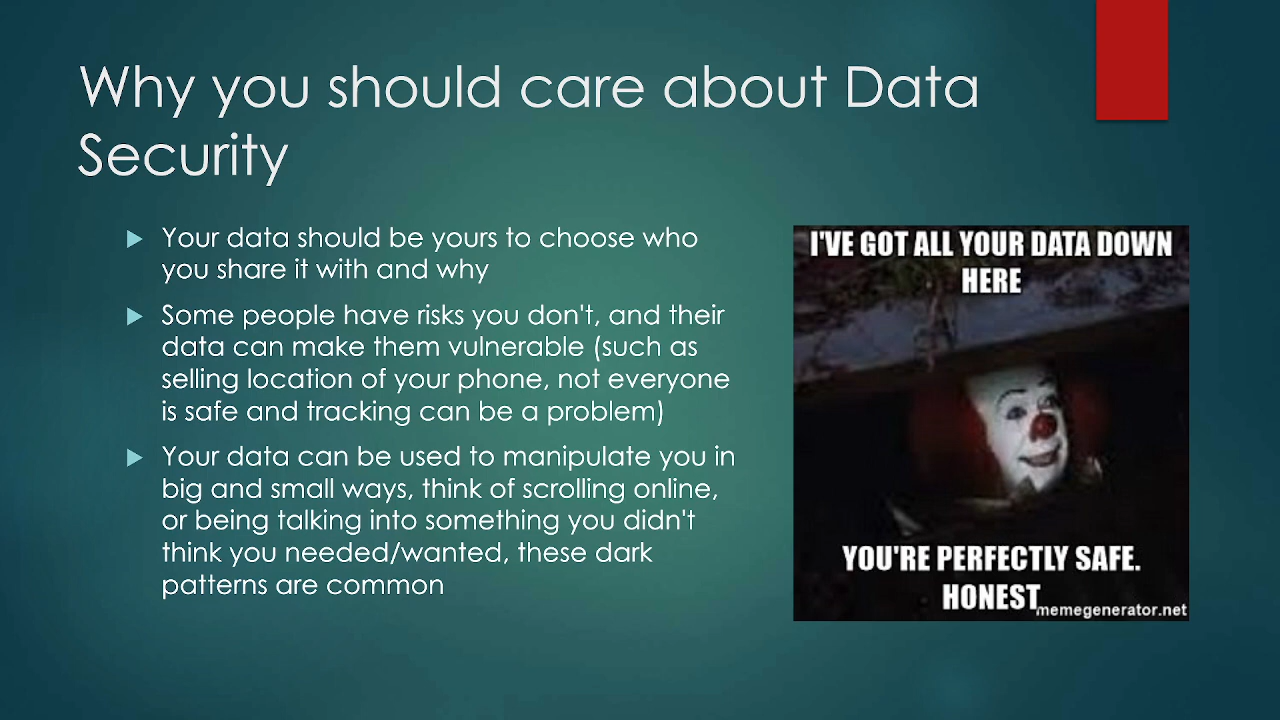 Why you should care about Data
Security
Your data should be yours to choose who
you share it with and why
Some people have risks you don't, and their
data can make them vulnerable (such as
selling location of your phone, not everyone
is safe and tracking can be a problem)
Your data can be used to manipulate you in
big and small ways, think of scrolling online,
or being talking into something you didn't
think you needed/wanted, these dark
patterns are common
I'VE GOT ALL YOUR DATA DOWN
HERE
YOU'RE PERFECTLY SAFE.
HONEST
memegenerator.net